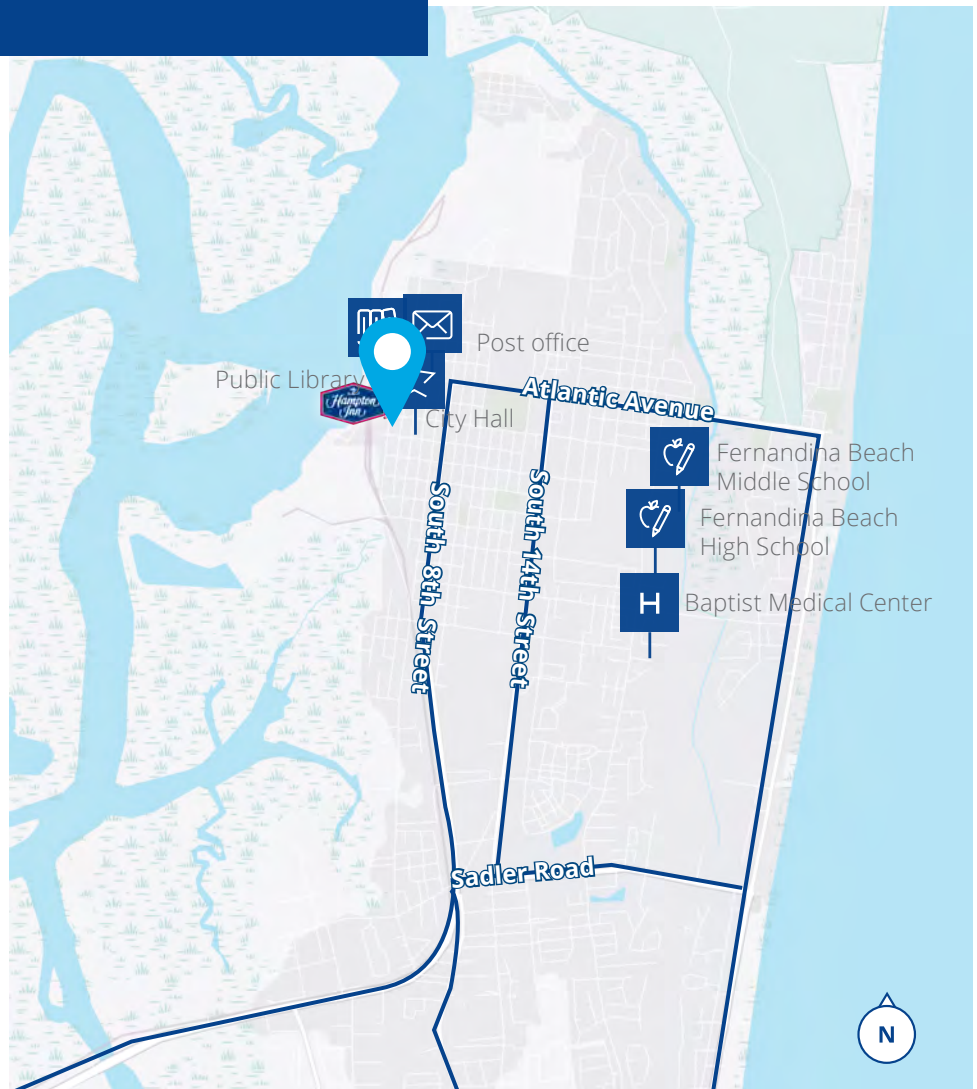 Post office
Public Library
Hampton
Inn
City Hall
Atlantic Avenue
Fernandina Beach
Middle School
Fernandina Beach
High School
South 8th Street
South 14th Street
H
Baptist Medical Center
Sadler Road
N